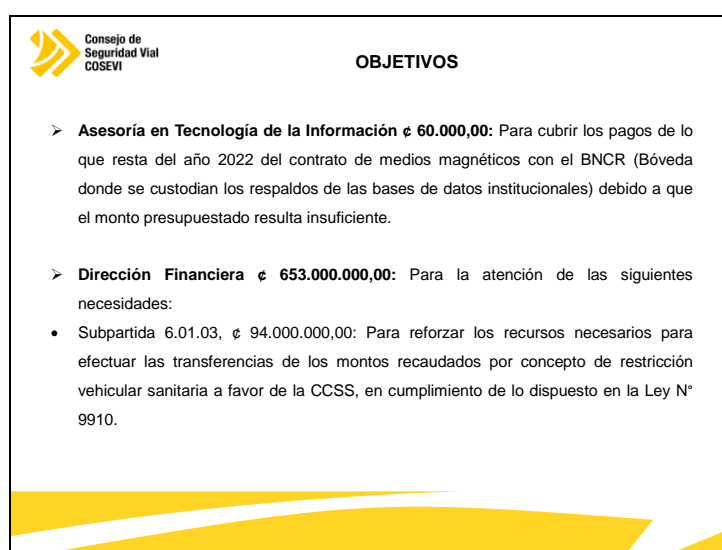 Consejo de
Seguridad Vial
COSEVI
OBJETIVOS
➢ Asesoría en Tecnología de la Información ¢ 60.000,00: Para cubrir los pagos de lo
que resta del año 2022 del contrato de medios magnéticos con el BNCR (Bóveda
donde se custodian los respaldos de las bases de datos institucionales) debido a que
el monto presupuestado resulta insuficiente.
➢ Dirección Financiera ¢ 653.000.000,00: Para la atención de las siguientes
necesidades:
• Subpartida 6.01.03, ¢ 94.000.000,00: Para reforzar los recursos necesarios para
efectuar las transferencias de los montos recaudados por concepto de restricción
vehicular sanitaria a favor de la CCSS, en cumplimiento de lo dispuesto en la Ley N°
9910.